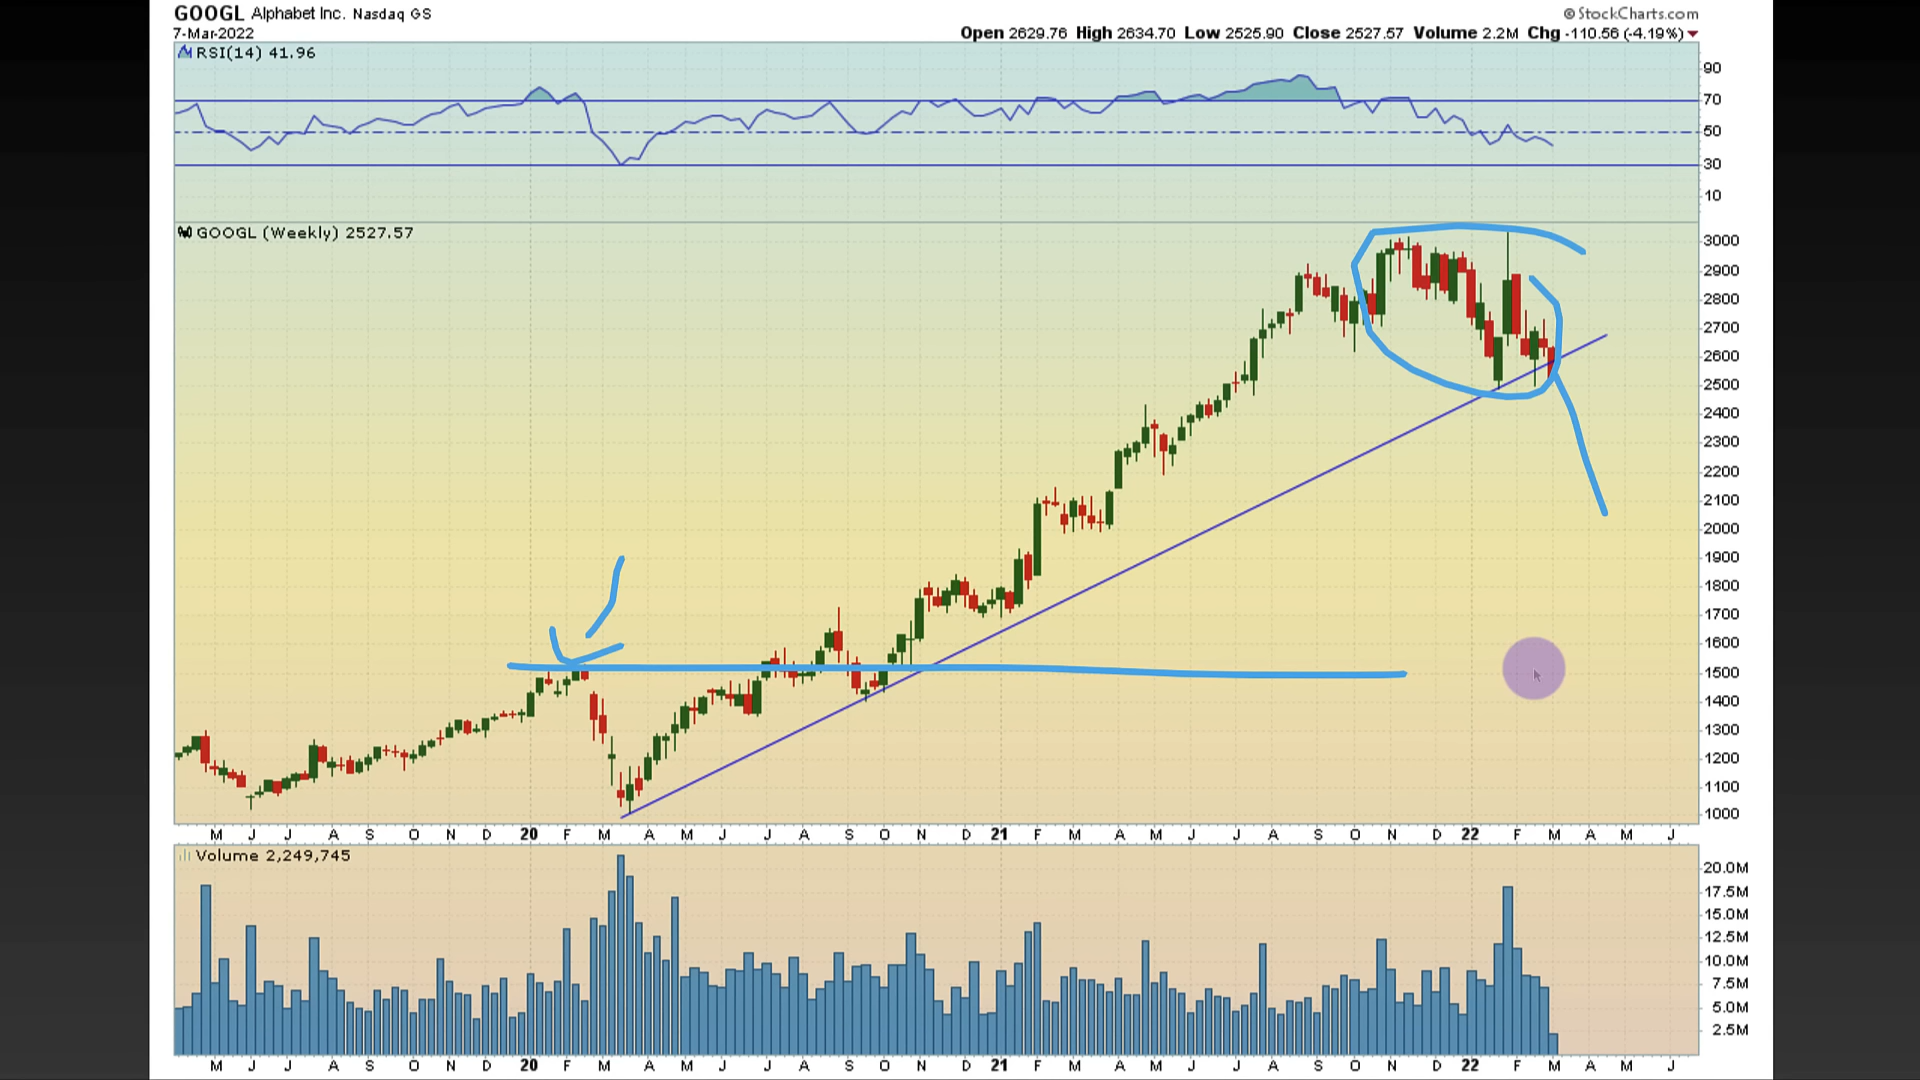 GOOGL Alphabet Inc. Nasdaq GS © StockCharts.com
7-Mar-2022 Open 2629.76 High 2634.70 Low 2525.90 Close 2527.57 Volume 2.2M Chg -110.56 (-4.19%)
RSI(14) 41.96
90
70
50
30
10
GOOGL (Weekly) 2527.57
3000
2900
2800
2700
2600
2500
2400
2300
2200
2100
2000
1900
1800
1700
1600
1500
1400
1300
1200
1100
1000
M J J A S O N D 20 F M A M J J A S O N D 21 F M A M J J A S O N D 22 F M A M J
Volume 2,249,745
20.0M
17.5M
15.0M
12.5M
10.0M
7.5M
5.0M
2.5M
M J J A S O N D 20 F M A M J J A S O N D 21 F M A M J J A S O N D 22 F M A M J